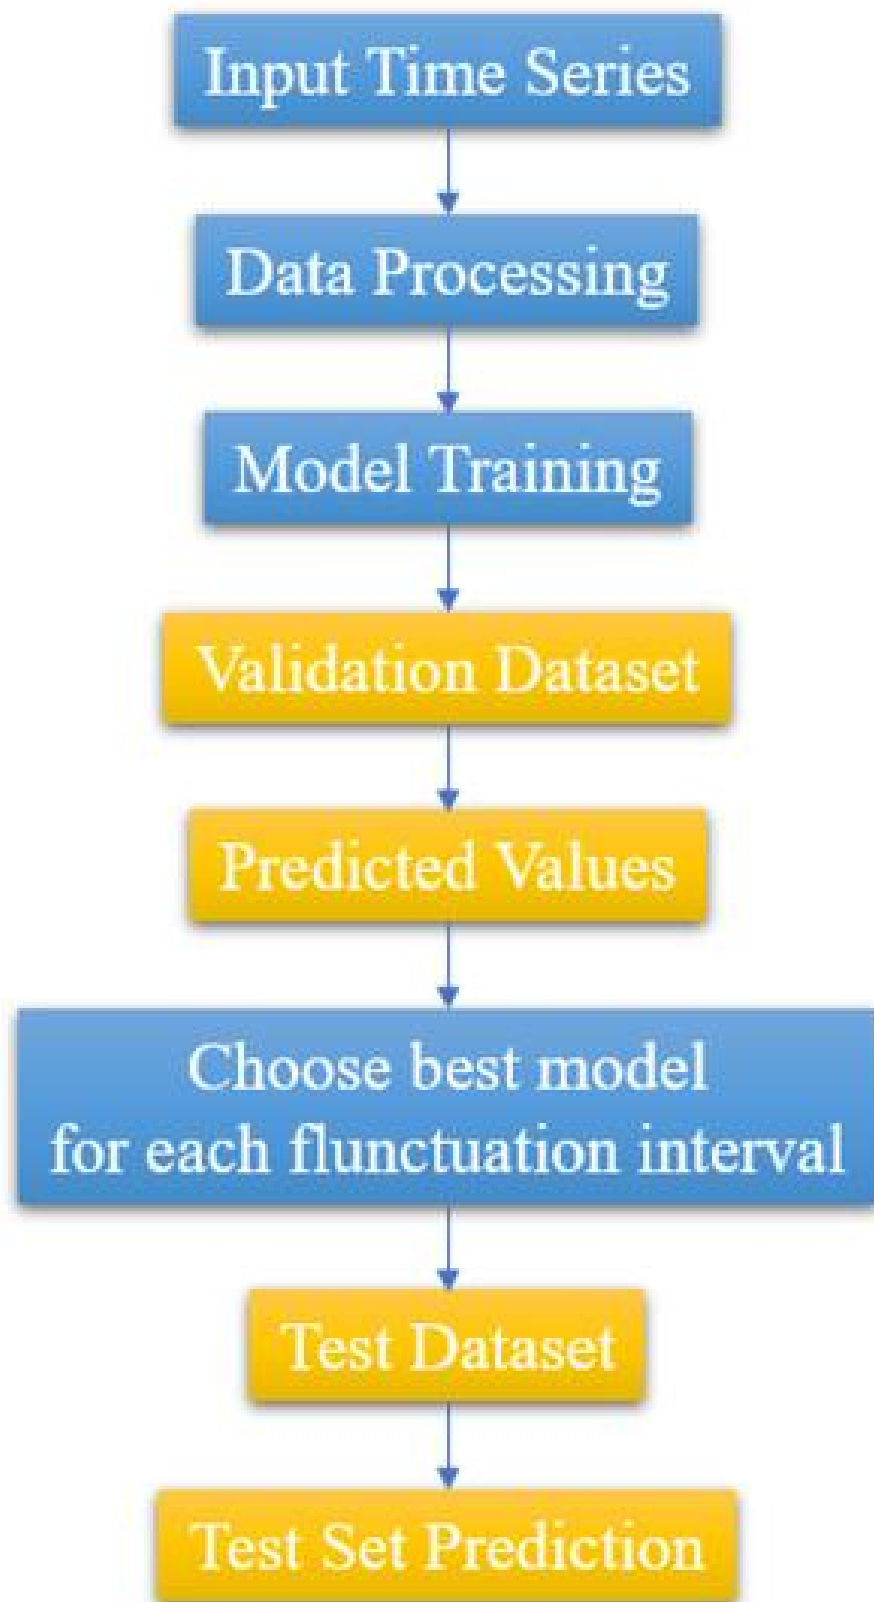 Input Time Series
Data Processing
Model Training
Validation Dataset
Predicted Values
Choose best model
for each flunctuation interval
Test Dataset
Test Set Prediction